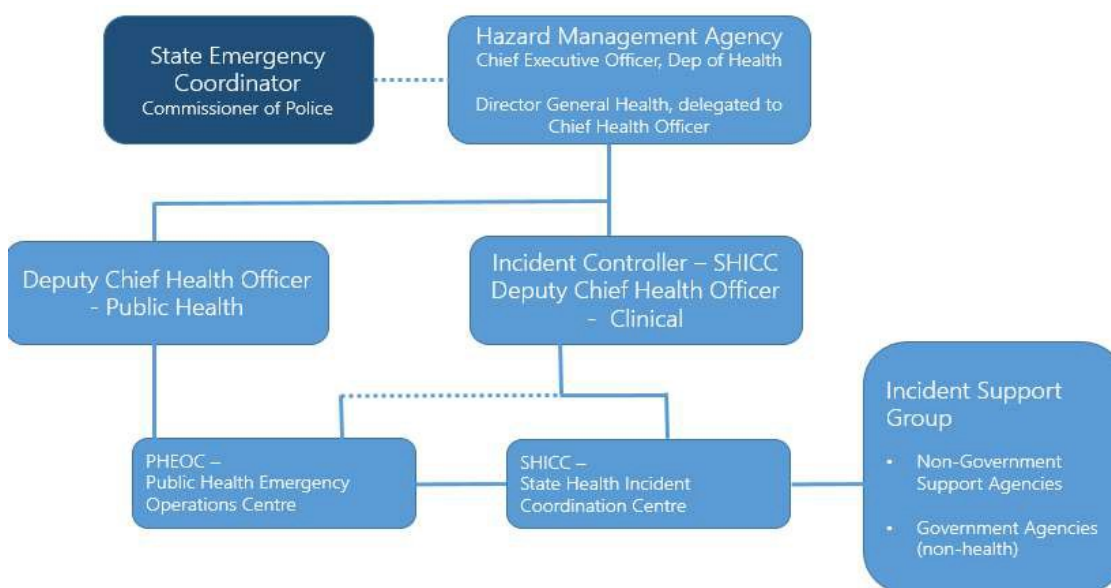 State Emergency
Coordinator
Commissioner of Police
Hazard Management Agency
Chief Executive Officer, Dep of Health
Director General Health, delegated to
Chief Health Officer
Deputy Chief Health Officer
- Public Health
Incident Controller – SHICC
Deputy Chief Health Officer
- Clinical
PHEOC –
Public Health Emergency
Operations Centre
SHICC –
State Health Incident
Coordination Centre
Incident Support
Group
• Non-Government
Support Agencies
• Government Agencies
(non-health)